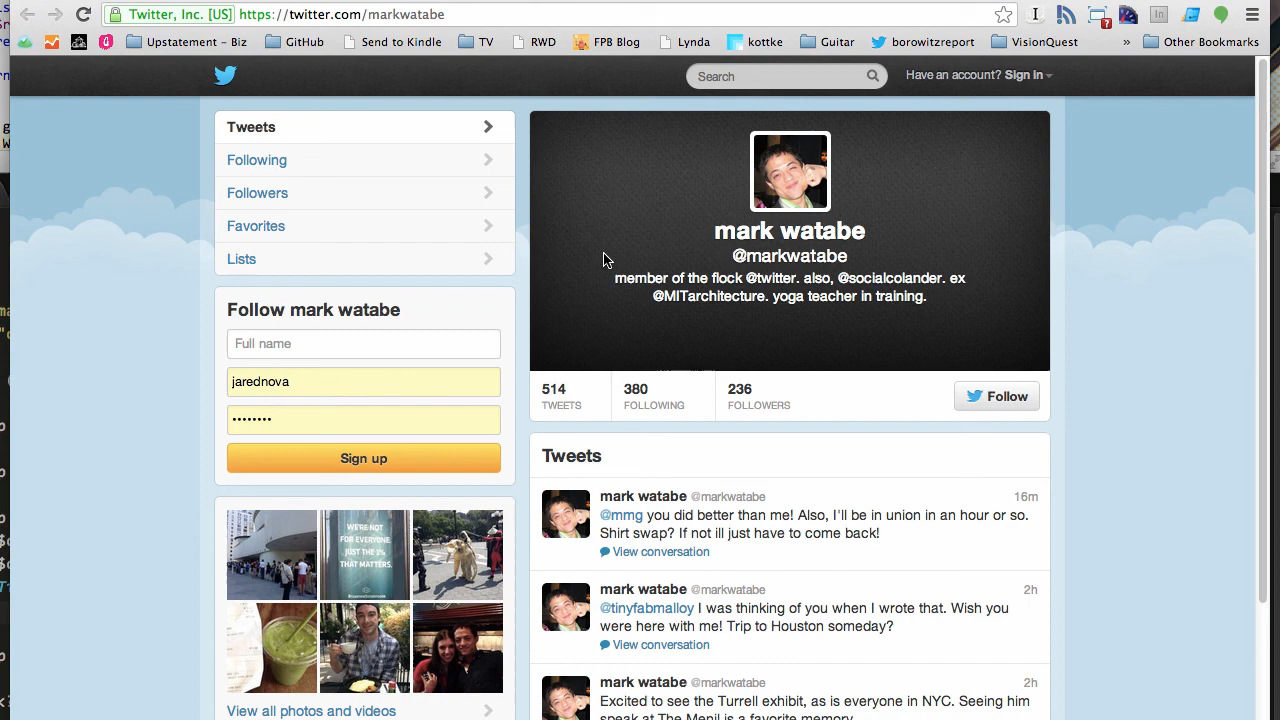 Twitter, Inc. [US] https://twitter.com/markwatabe
Upstatement - Biz GitHub Send to Kindle TV RWD FPB Blog Lynda kottke Guitar borowitzreport VisionQuest » Other Bookmarks
Search
Have an account? Sign in
Tweets
Following
Followers
Favorites
Lists
Follow mark watabe
Full name
jarednova
••••••••
Sign up
WE'RE NOT
FOR EVERYONE
JUST THE 1%
THAT MATTERS.
View all photos and videos
mark watabe
@markwatabe
member of the flock @twitter. also, @socialcolander. ex
@MITarchitecture. yoga teacher in training.
514
TWEETS
380
FOLLOWING
236
FOLLOWERS
Follow
Tweets
mark watabe @markwatabe 16m
@mmg you did better than me! Also, I'll be in union in an hour or so.
Shirt swap? If not ill just have to come back!
View conversation
mark watabe @markwatabe 2h
@tinyfabmalloy I was thinking of you when I wrote that. Wish you
were here with me! Trip to Houston someday?
View conversation
mark watabe @markwatabe 2h
Excited to see the Turrell exhibit, as is everyone in NYC. Seeing him
speak at The Menil is a favorite memory